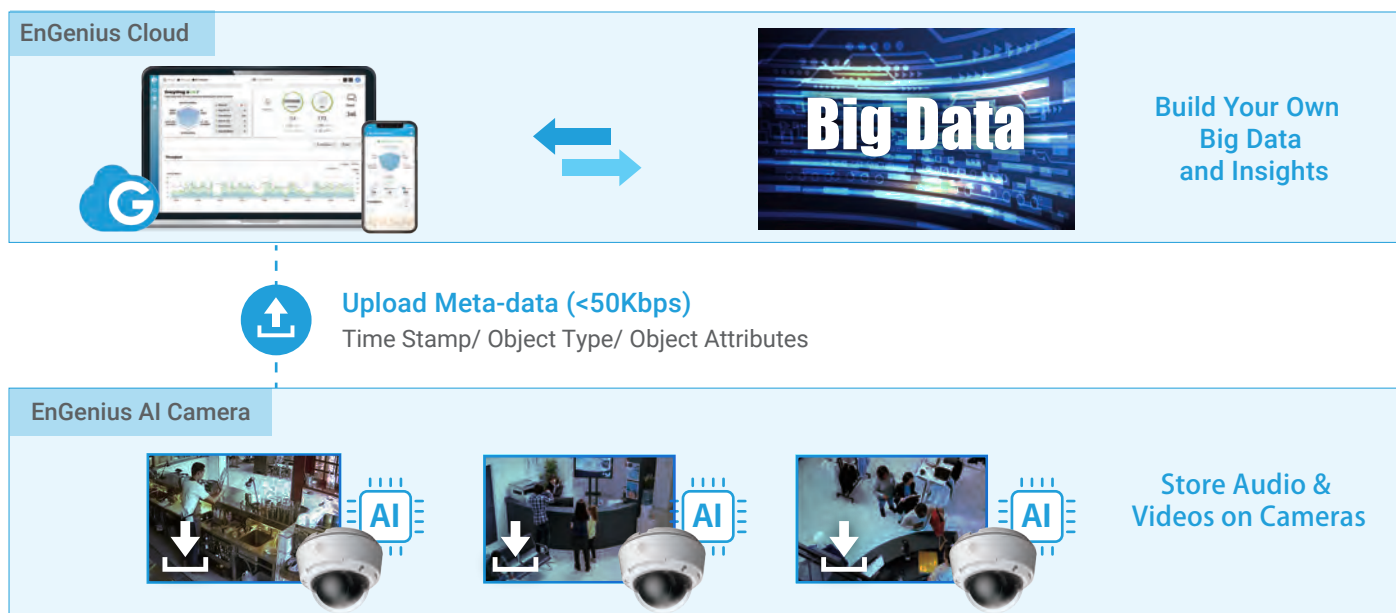 EnGenius Cloud
Big Data
Build Your Own
Big Data
and Insights
G
Upload Meta-data (<50Kbps)
Time Stamp/ Object Type/ Object Attributes
EnGenius AI Camera
AI
AI
AI
Store Audio &
Videos on Cameras